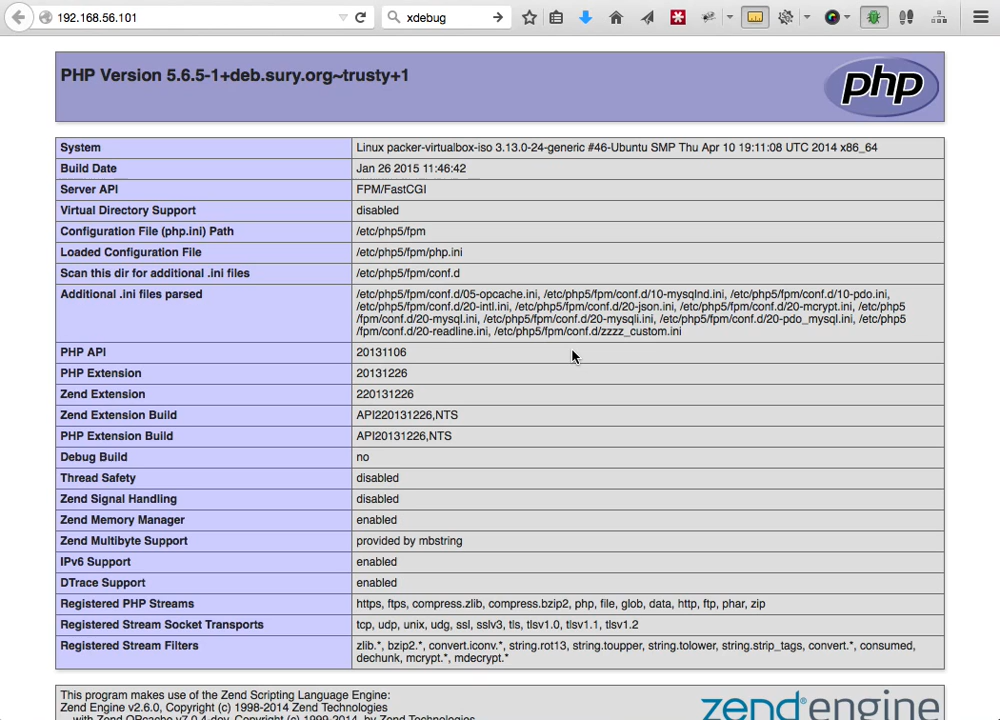 192.168.56.101
xdebug
PHP Version 5.6.5-1+deb.sury.org~trusty+1
php
System Linux packer-virtualbox-iso 3.13.0-24-generic #46-Ubuntu SMP Thu Apr 10 19:11:08 UTC 2014 x86_64
Build Date Jan 26 2015 11:46:42
Server API FPM/FastCGI
Virtual Directory Support disabled
Configuration File (php.ini) Path /etc/php5/fpm
Loaded Configuration File /etc/php5/fpm/php.ini
Scan this dir for additional .ini files /etc/php5/fpm/conf.d
Additional .ini files parsed /etc/php5/fpm/conf.d/05-opcache.ini, /etc/php5/fpm/conf.d/10-mysqlnd.ini, /etc/php5/fpm/conf.d/10-pdo.ini,
/etc/php5/fpm/conf.d/20-intl.ini, /etc/php5/fpm/conf.d/20-json.ini, /etc/php5/fpm/conf.d/20-mcrypt.ini, /etc/php5
/fpm/conf.d/20-mysql.ini, /etc/php5/fpm/conf.d/20-mysqli.ini, /etc/php5/fpm/conf.d/20-pdo_mysql.ini, /etc/php5
/fpm/conf.d/20-readline.ini, /etc/php5/fpm/conf.d/zzzz_custom.ini
PHP API 20131106
PHP Extension 20131226
Zend Extension 220131226
Zend Extension Build API220131226,NTS
PHP Extension Build API20131226,NTS
Debug Build no
Thread Safety disabled
Zend Signal Handling disabled
Zend Memory Manager enabled
Zend Multibyte Support provided by mbstring
IPv6 Support enabled
DTrace Support enabled
Registered PHP Streams https, ftps, compress.zlib, compress.bzip2, php, file, glob, data, http, ftp, phar, zip
Registered Stream Socket Transports tcp, udp, unix, udg, ssl, sslv3, tls, tlsv1.0, tlsv1.1, tlsv1.2
Registered Stream Filters zlib.*, bzip2.*, convert.iconv.*, string.rot13, string.toupper, string.tolower, string.strip_tags, convert.*, consumed,
dechunk, mcrypt.*, mdecrypt.*
This program makes use of the Zend Scripting Language Engine:
Zend Engine v2.6.0, Copyright (c) 1998-2014 Zend Technologies
with Zend OPcache v7.0.4-dev, Copyright (c) 1999-2014, by Zend Technologies
zend® engine